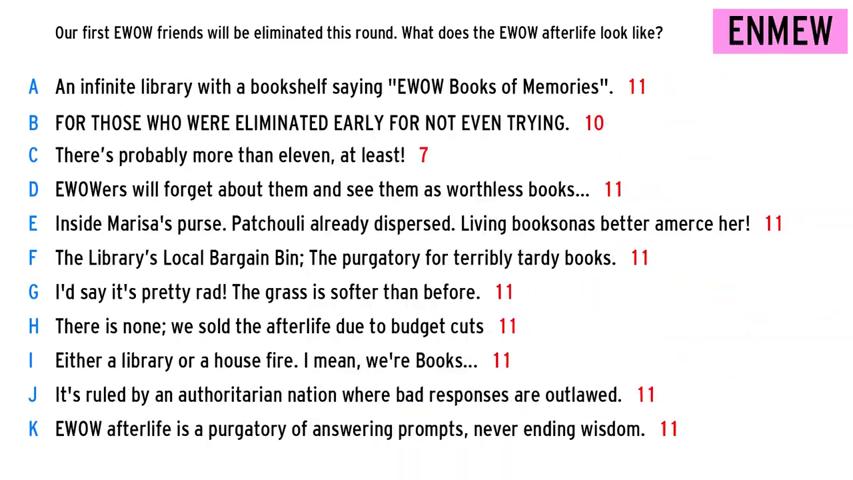 Our first EWOW friends will be eliminated this round. What does the EWOW afterlife look like?
ENMEW
A An infinite library with a bookshelf saying "EWOW Books of Memories". 11
B FOR THOSE WHO WERE ELIMINATED EARLY FOR NOT EVEN TRYING. 10
C There's probably more than eleven, at least! 7
D EWOWers will forget about them and see them as worthless books... 11
E Inside Marisa's purse. Patchouli already dispersed. Living booksonas better amerce her! 11
F The Library's Local Bargain Bin; The purgatory for terribly tardy books. 11
G I'd say it's pretty rad! The grass is softer than before. 11
H There is none; we sold the afterlife due to budget cuts 11
I Either a library or a house fire. I mean, we're Books... 11
J It's ruled by an authoritarian nation where bad responses are outlawed. 11
K EWOW afterlife is a purgatory of answering prompts, never ending wisdom. 11